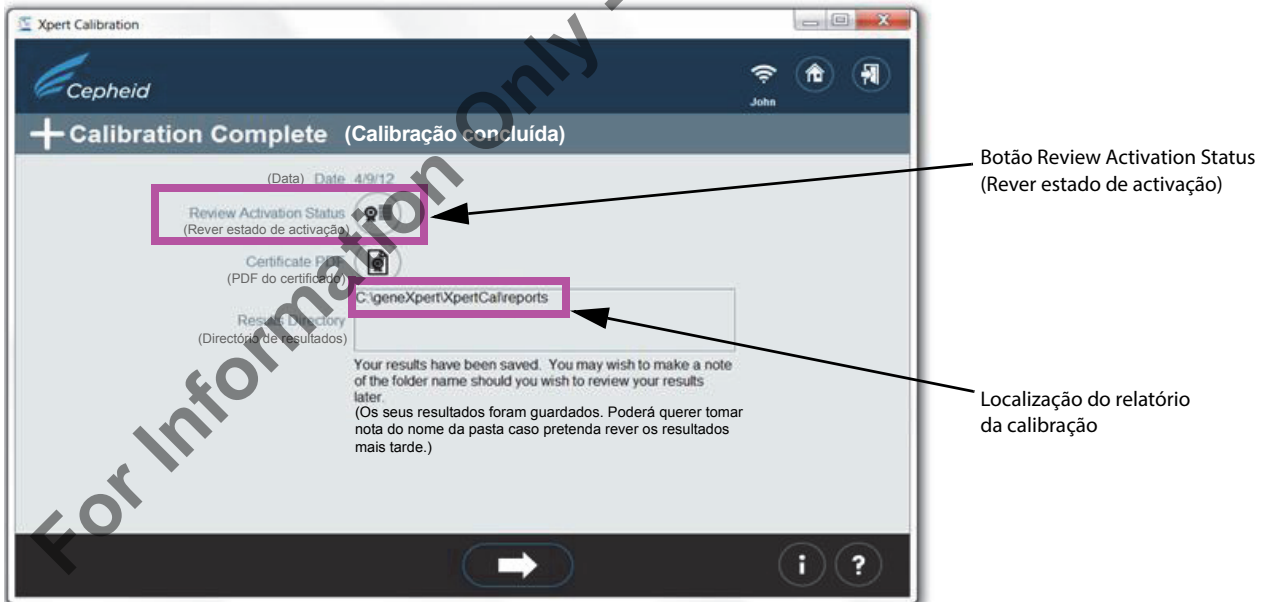 Xpert Calibration
Cepheid
John
Calibration Complete (Calibração concluída)
(Data) Date 4/9/12
Review Activation Status
(Rever estado de activação)
Certificate PDF
(PDF do certificado)
C:\geneXpert\XpertCal\reports
Results Directory
(Directório de resultados)
Your results have been saved. You may wish to make a note
of the folder name should you wish to review your results
later.
(Os seus resultados foram guardados. Poderá querer tomar
nota do nome da pasta caso pretenda rever os resultados
mais tarde.)
i ?
Botão Review Activation Status
(Rever estado de activação)
Localização do relatório
da calibração
For Information Only -